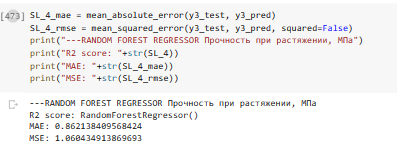 [473] SL_4_mae = mean_absolute_error(y3_test, y3_pred)
SL_4_rmse = mean_squared_error(y3_test, y3_pred, squared=False)
print("---RANDOM FOREST REGRESSOR Прочность при растяжении, МПа")
print("R2 score: "+str(SL_4))
print("MAE: "+str(SL_4_mae))
print("MSE: "+str(SL_4_rmse))
---RANDOM FOREST REGRESSOR Прочность при растяжении, МПа
R2 score: RandomForestRegressor()
MAE: 0.862138409568424
MSE: 1.060434913869693